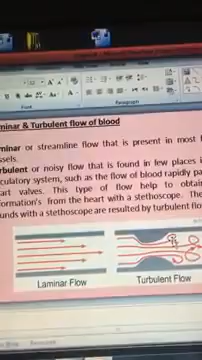 Font
Paragraph
minar & Turbulent flow of blood
minar or streamline flow that is present in most
ssels.
rbulent or noisy flow that is found in few places i
culatory system, such as the flow of blood rapidly pa
art valves. This type of flow help to obtai
formation's from the heart with a stethoscope. The
unds with a stethoscope are resulted by turbulent flo
Laminar Flow
Turbulent Flow